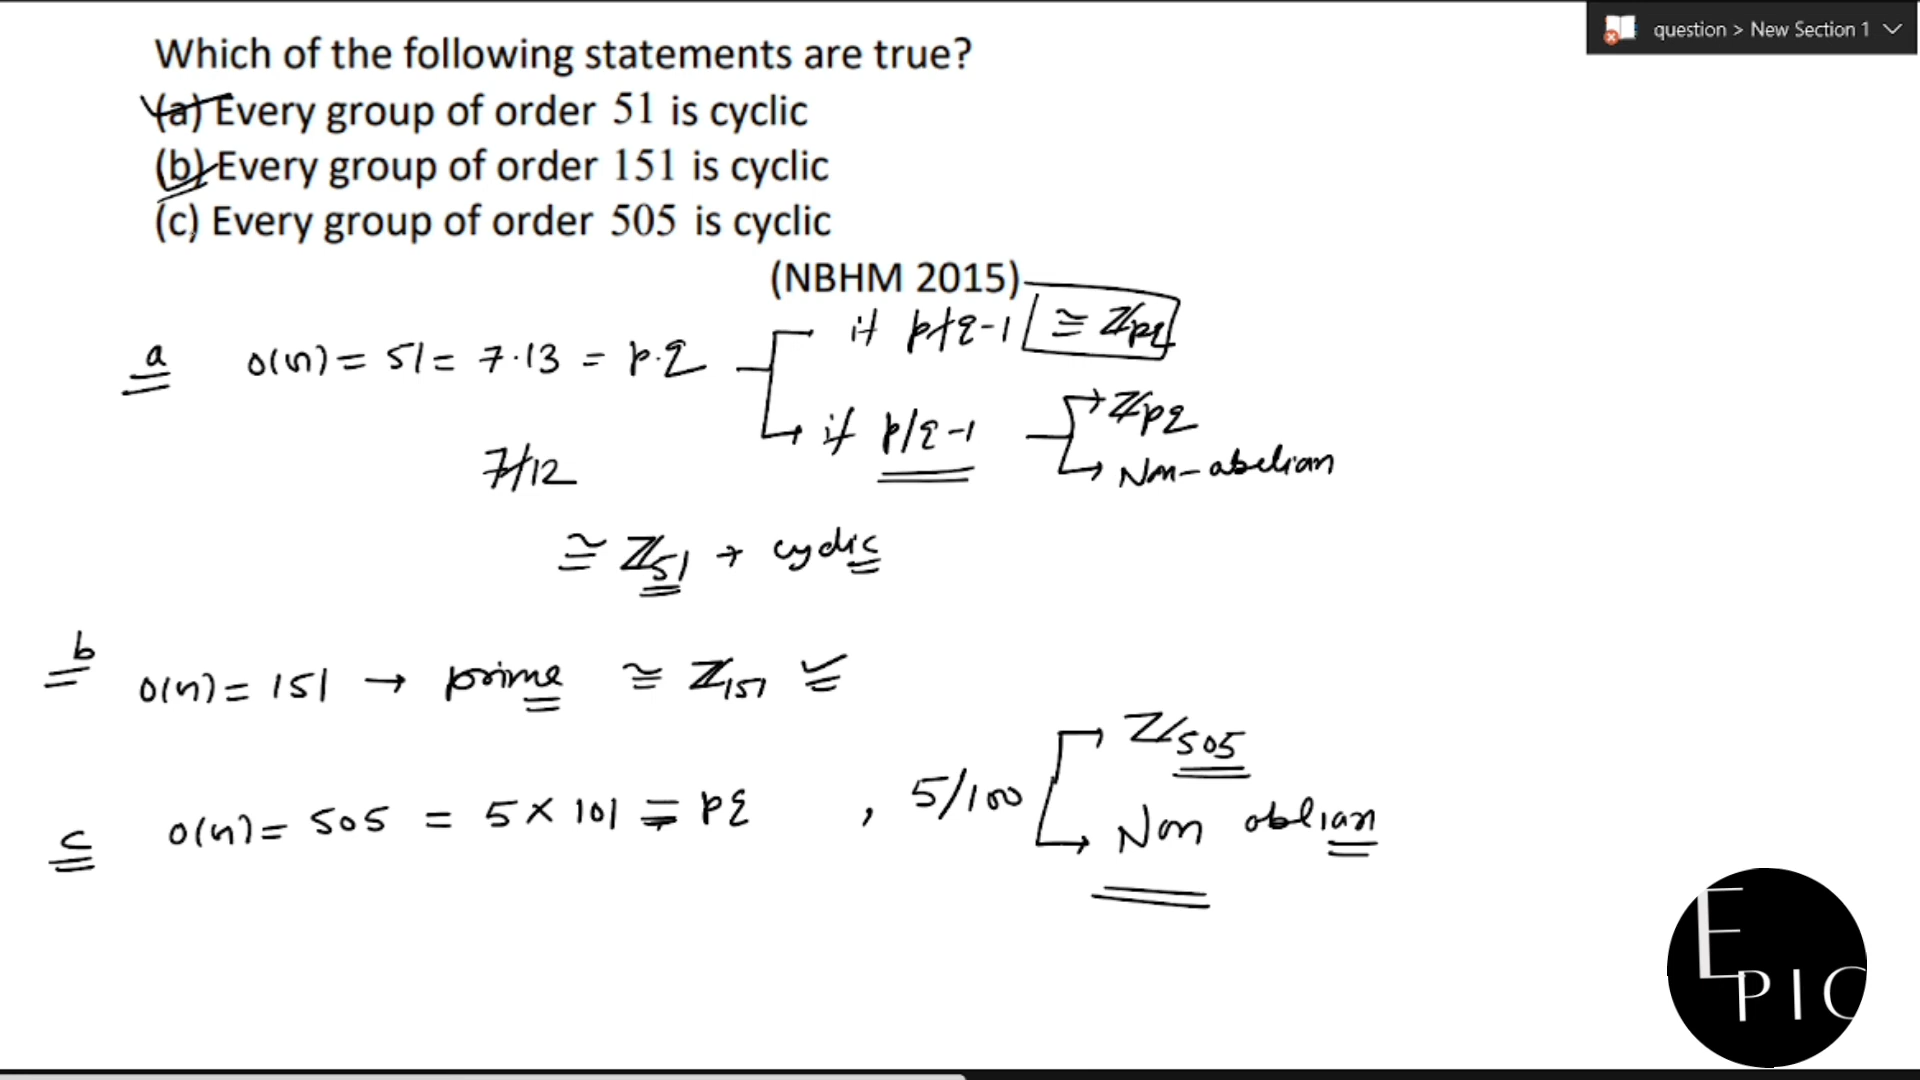 question > New Section 1
Which of the following statements are true?
(a) Every group of order 51 is cyclic
(b) Every group of order 151 is cyclic
(c) Every group of order 505 is cyclic
(NBHM 2015)
a o(n) = 51 = 7·13 = p·q
if p∤q-1 ≅ ℤpq
if p/q-1
ℤpq
Non-abelian
7∤12
≅ ℤ51 → cyclic
b o(n) = 151 → prime ≅ ℤ151
c o(n) = 505 = 5 × 101 = pq , 5/100
ℤ505
Non ablian
EPIC